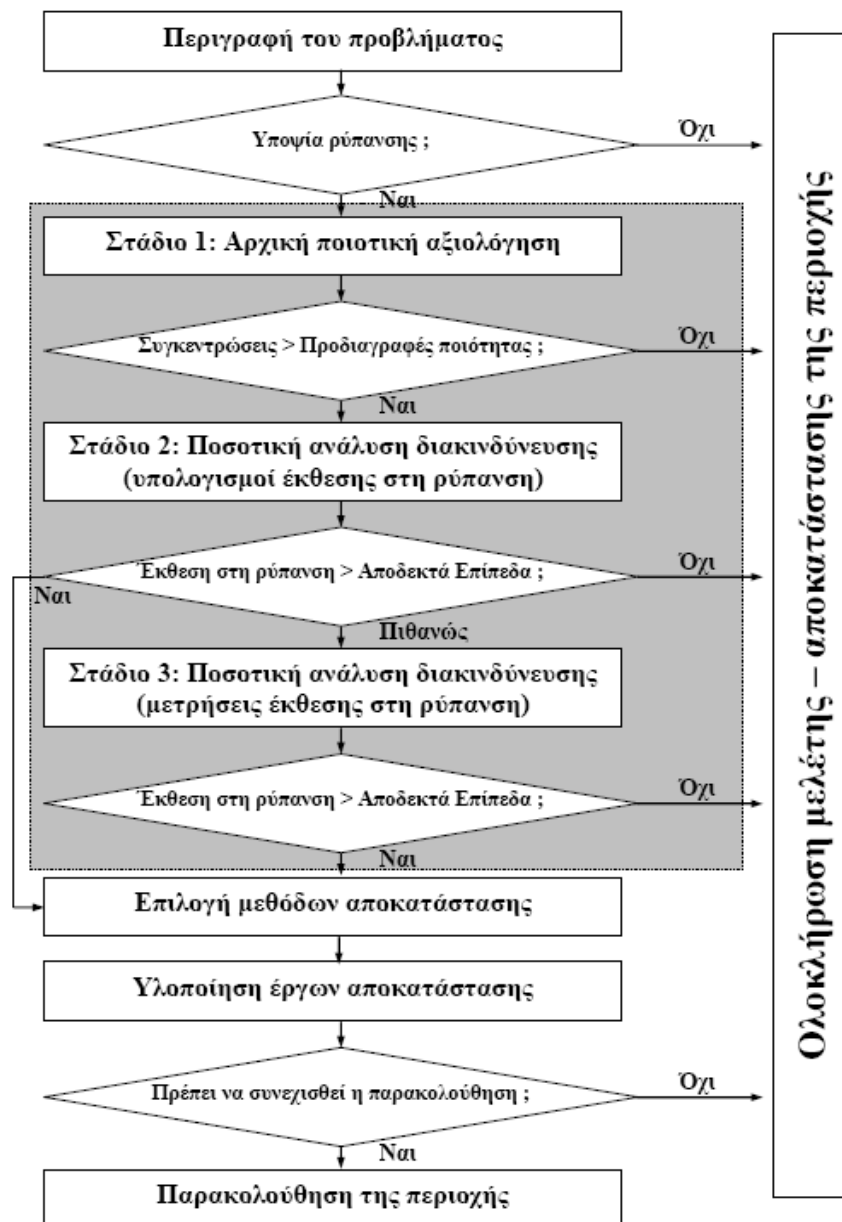 Περιγραφή του προβλήματος
Υποψία ρύπανσης ;
Όχι
Ναι
Στάδιο 1: Αρχική ποιοτική αξιολόγηση
Συγκεντρώσεις > Προδιαγραφές ποιότητας ;
Όχι
Ναι
Στάδιο 2: Ποσοτική ανάλυση διακινδύνευσης
(υπολογισμοί έκθεσης στη ρύπανση)
Έκθεση στη ρύπανση > Αποδεκτά Επίπεδα ;
Όχι
Ναι
Πιθανώς
Στάδιο 3: Ποσοτική ανάλυση διακινδύνευσης
(μετρήσεις έκθεσης στη ρύπανση)
Έκθεση στη ρύπανση > Αποδεκτά Επίπεδα ;
Όχι
Ναι
Επιλογή μεθόδων αποκατάστασης
Υλοποίηση έργων αποκατάστασης
Πρέπει να συνεχισθεί η παρακολούθηση ;
Όχι
Ναι
Παρακολούθηση της περιοχής
Ολοκλήρωση μελέτης – αποκατάστασης της περιοχής